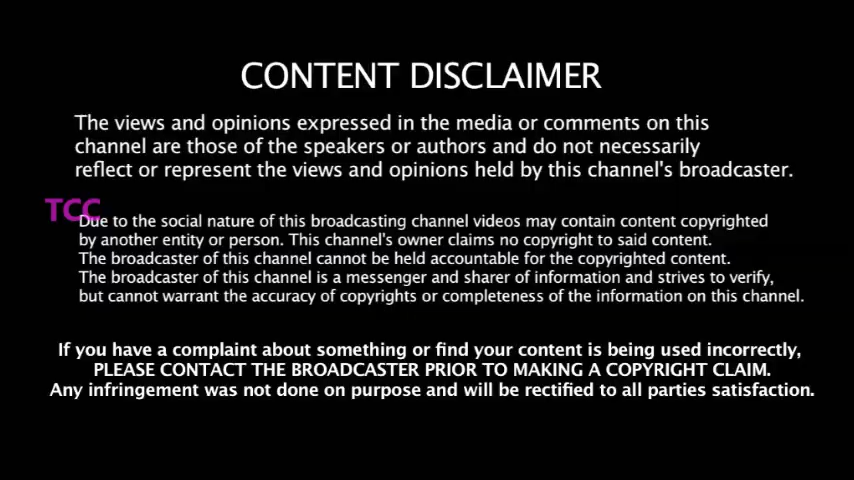 CONTENT DISCLAIMER
The views and opinions expressed in the media or comments on this
channel are those of the speakers or authors and do not necessarily
reflect or represent the views and opinions held by this channel's broadcaster.
TCC
Due to the social nature of this broadcasting channel videos may contain content copyrighted
by another entity or person. This channel's owner claims no copyright to said content.
The broadcaster of this channel cannot be held accountable for the copyrighted content.
The broadcaster of this channel is a messenger and sharer of information and strives to verify,
but cannot warrant the accuracy of copyrights or completeness of the information on this channel.
If you have a complaint about something or find your content is being used incorrectly,
PLEASE CONTACT THE BROADCASTER PRIOR TO MAKING A COPYRIGHT CLAIM.
Any infringement was not done on purpose and will be rectified to all parties satisfaction.